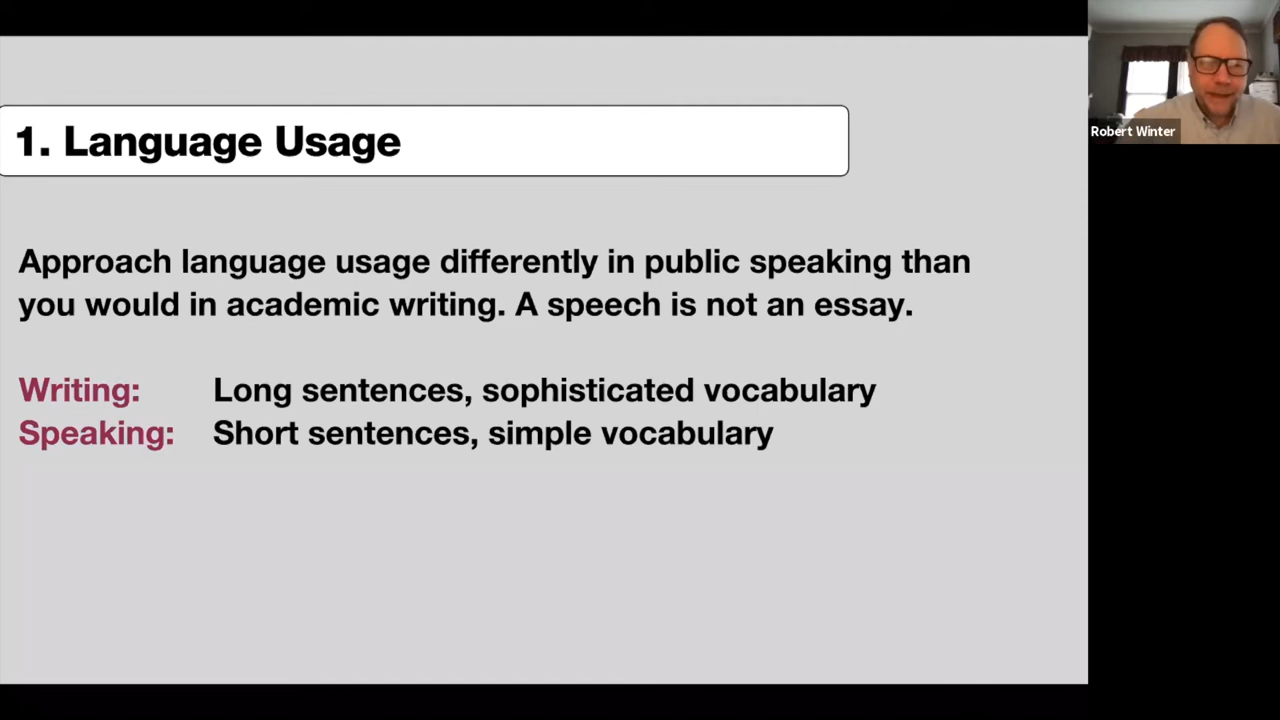 1. Language Usage
Approach language usage differently in public speaking than
you would in academic writing. A speech is not an essay.
Writing: Long sentences, sophisticated vocabulary
Speaking: Short sentences, simple vocabulary
Robert Winter